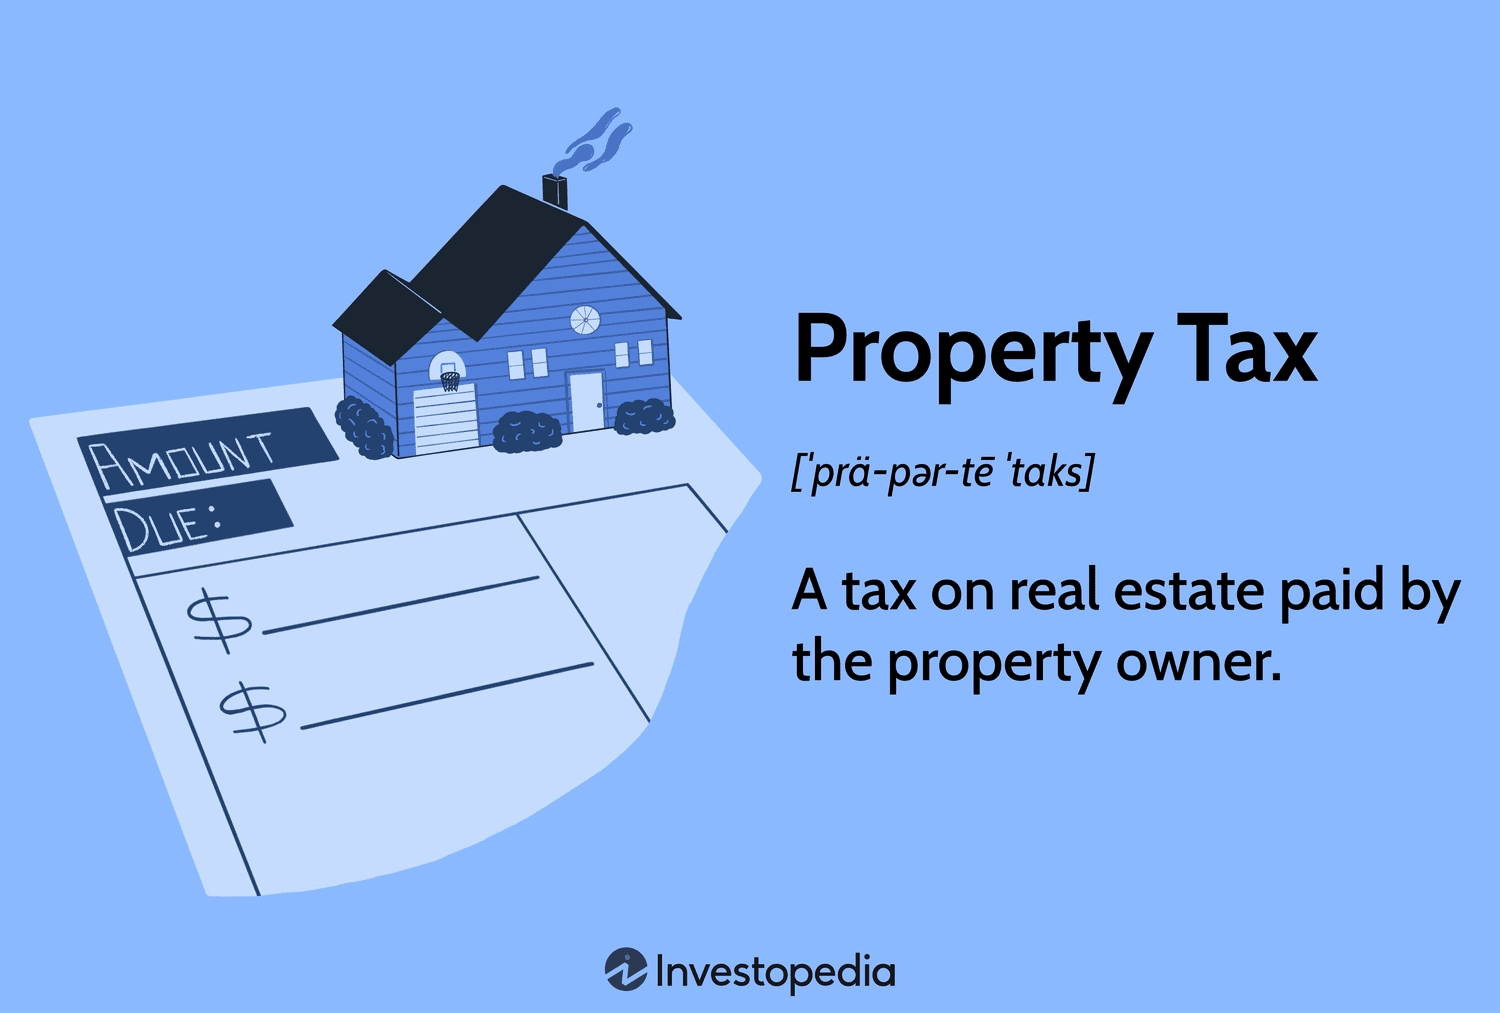 Amount
Due:
$
$
Property Tax
[ˈprä-pər-tē ˈtaks]
A tax on real estate paid by
the property owner.
Investopedia